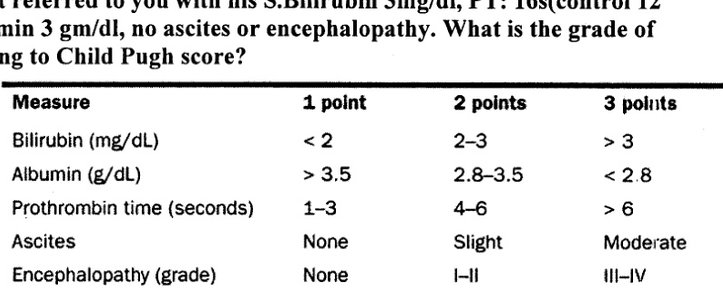 referred to you with his S.Bilirubin 3mg/dl, PT: 16s(control 12
3 gm/dl, no ascites or encephalopathy. What is the grade of
to Child Pugh score?
Measure 1 point 2 points 3 points
Bilirubin (mg/dL) < 2 2–3 > 3
Albumin (g/dL) > 3.5 2.8–3.5 < 2.8
Prothrombin time (seconds) 1–3 4–6 > 6
Ascites None Slight Moderate
Encephalopathy (grade) None I–II III–IV